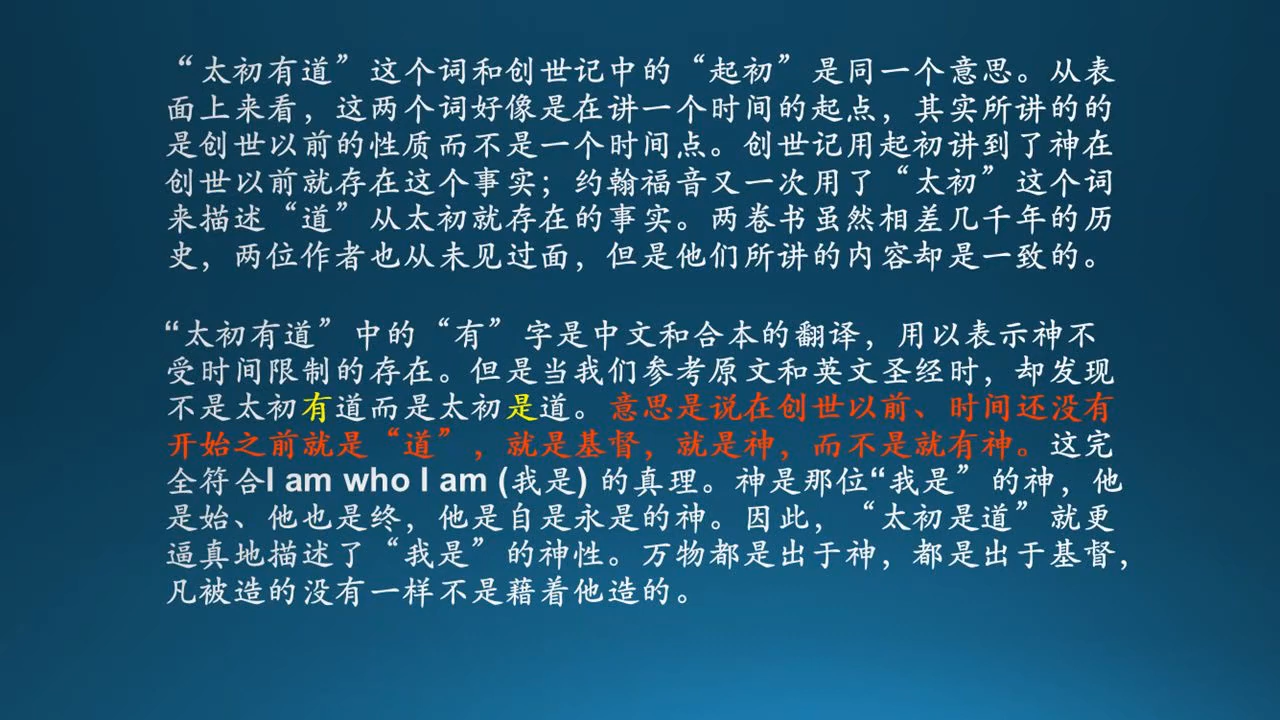 “太初有道”这个词和创世记中的“起初”是同一个意思。从表
面上来看，这两个词好像是在讲一个时间的起点，其实所讲的的
是创世以前的性质而不是一个时间点。创世记用起初讲到了神在
创世以前就存在这个事实；约翰福音又一次用了“太初”这个词
来描述“道”从太初就存在的事实。两卷书虽然相差几千年的历
史，两位作者也从未见过面，但是他们所讲的内容却是一致的。
“太初有道”中的“有”字是中文和合本的翻译，用以表示神不
受时间限制的存在。但是当我们参考原文和英文圣经时，却发现
不是太初有道而是太初是道。意思是说在创世以前、时间还没有
开始之前就是“道”，就是基督，就是神，而不是就有神。这完
全符合I am who I am (我是) 的真理。神是那位“我是”的神，他
是始、他也是终，他是自是永是的神。因此，“太初是道”就更
逼真地描述了“我是”的神性。万物都是出于神，都是出于基督，
凡被造的没有一样不是藉着他造的。